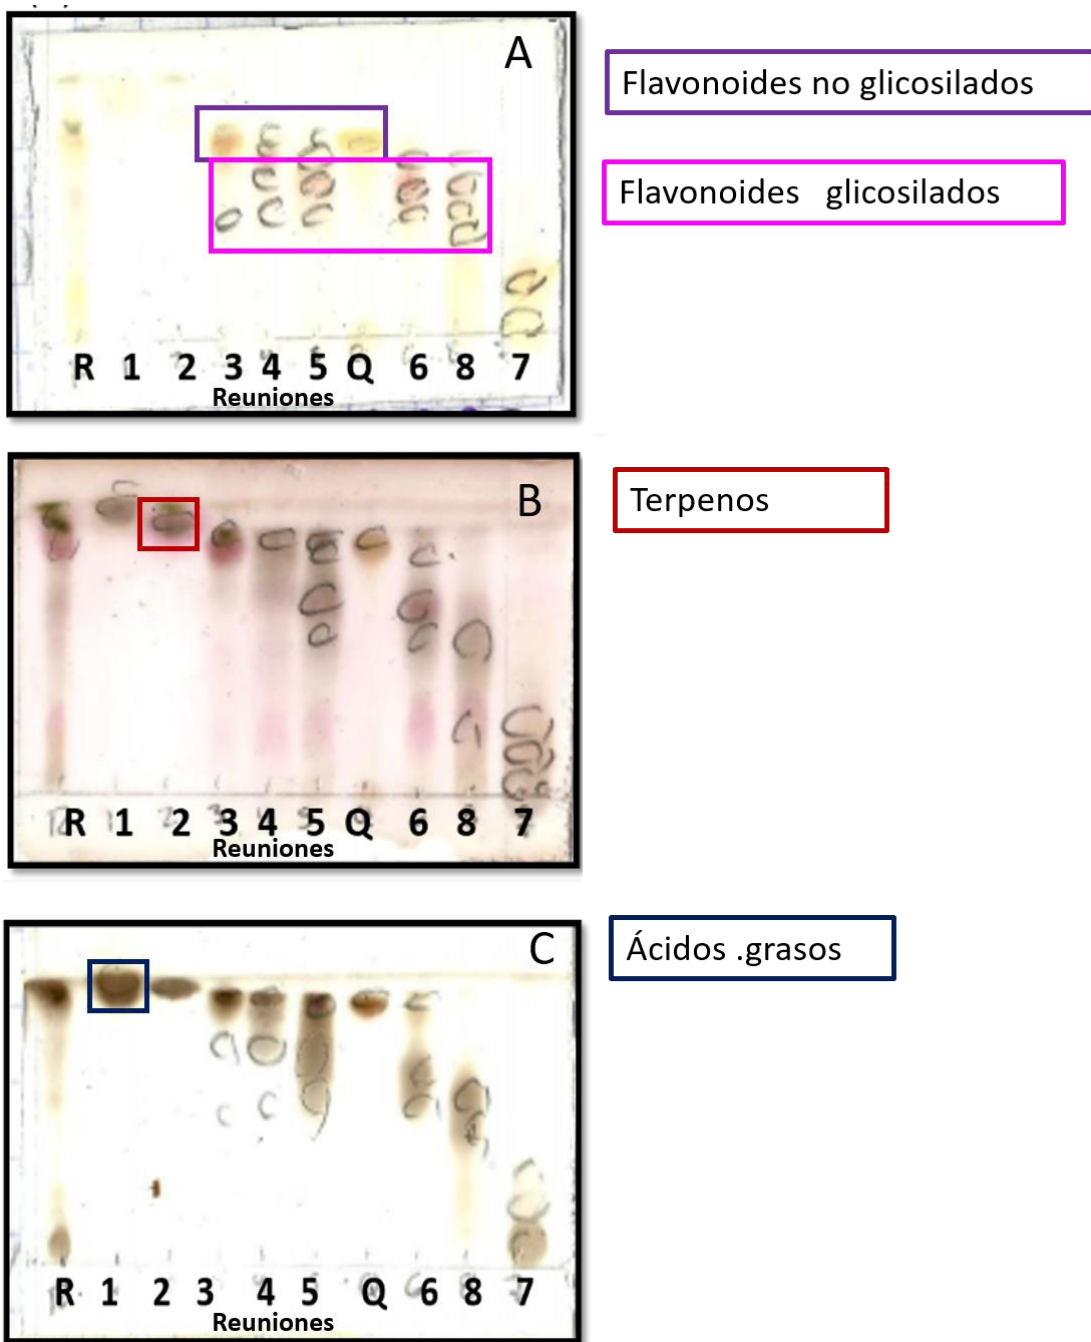 A
Flavonoides no glicosilados
Flavonoides glicosilados
R 1 2 3 4 5 Q 6 8 7
Reuniones
B
Terpenos
R 1 2 3 4 5 Q 6 8 7
Reuniones
C
Ácidos .grasos
R 1 2 3 4 5 Q 6 8 7
Reuniones